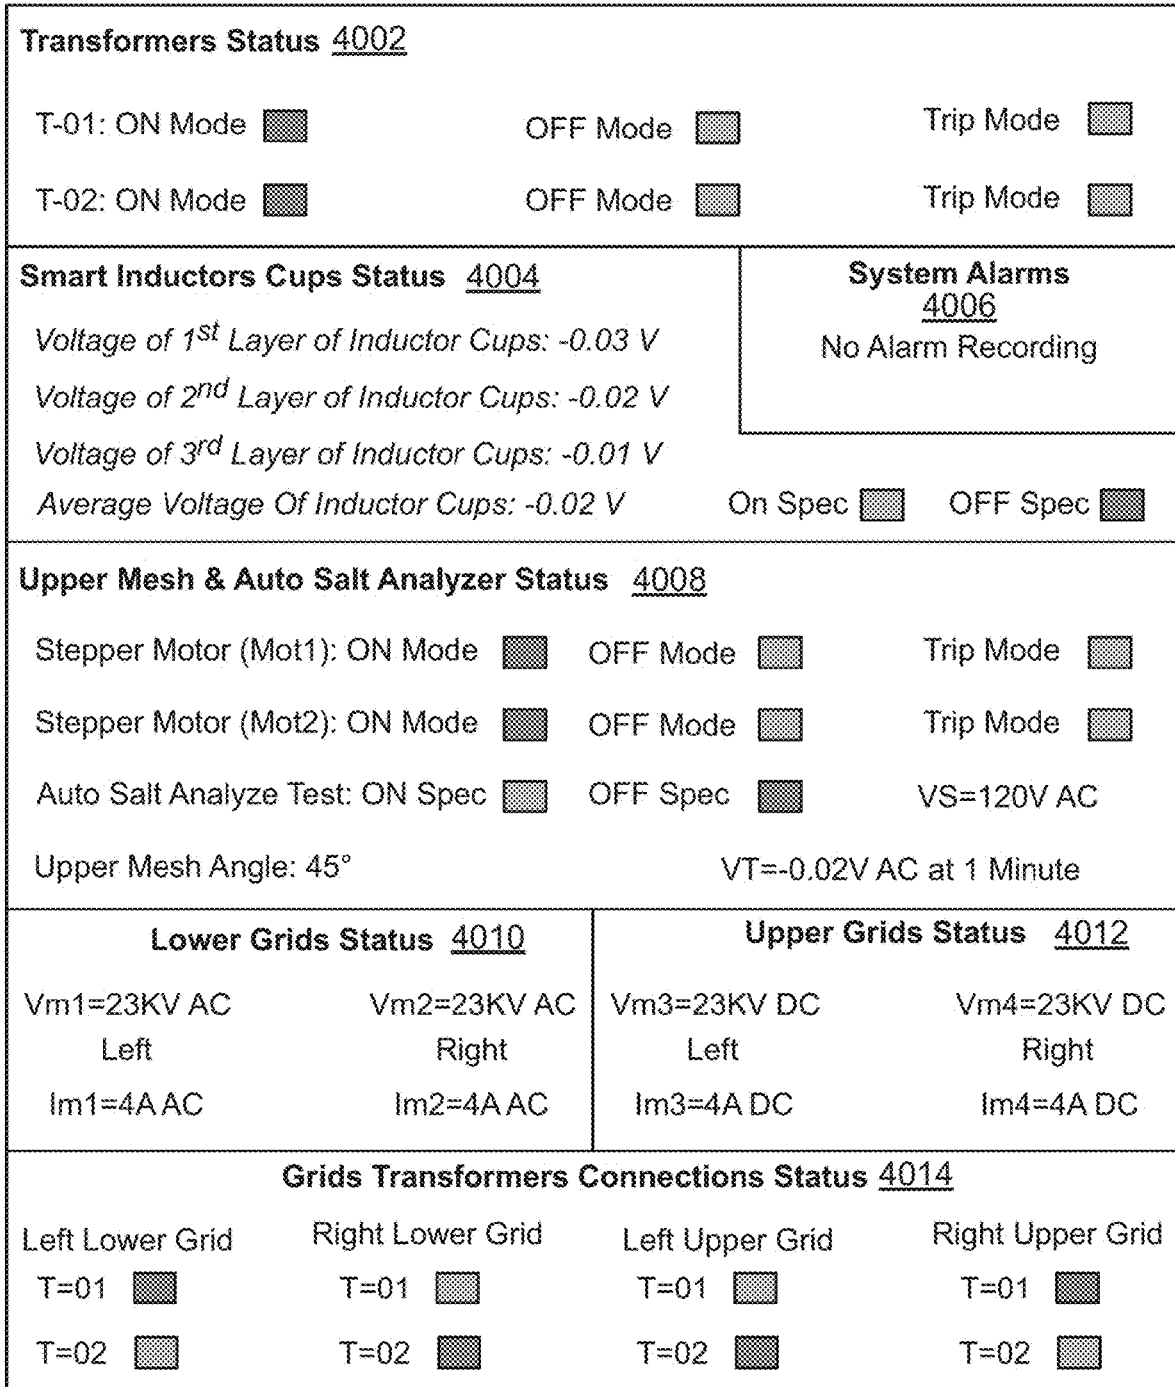 Transformers Status 4002
T-01: ON Mode OFF Mode Trip Mode
T-02: ON Mode OFF Mode Trip Mode
Smart Inductors Cups Status 4004
Voltage of 1st Layer of Inductor Cups: -0.03 V
Voltage of 2nd Layer of Inductor Cups: -0.02 V
Voltage of 3rd Layer of Inductor Cups: -0.01 V
Average Voltage Of Inductor Cups: -0.02 V On Spec OFF Spec
System Alarms
4006
No Alarm Recording
Upper Mesh & Auto Salt Analyzer Status 4008
Stepper Motor (Mot1): ON Mode OFF Mode Trip Mode
Stepper Motor (Mot2): ON Mode OFF Mode Trip Mode
Auto Salt Analyze Test: ON Spec OFF Spec VS=120V AC
Upper Mesh Angle: 45° VT=-0.02V AC at 1 Minute
Lower Grids Status 4010
Vm1=23KV AC Vm2=23KV AC
Left Right
Im1=4A AC Im2=4A AC
Upper Grids Status 4012
Vm3=23KV DC Vm4=23KV DC
Left Right
Im3=4A DC Im4=4A DC
Grids Transformers Connections Status 4014
Left Lower Grid Right Lower Grid Left Upper Grid Right Upper Grid
T=01 T=01 T=01 T=01
T=02 T=02 T=02 T=02